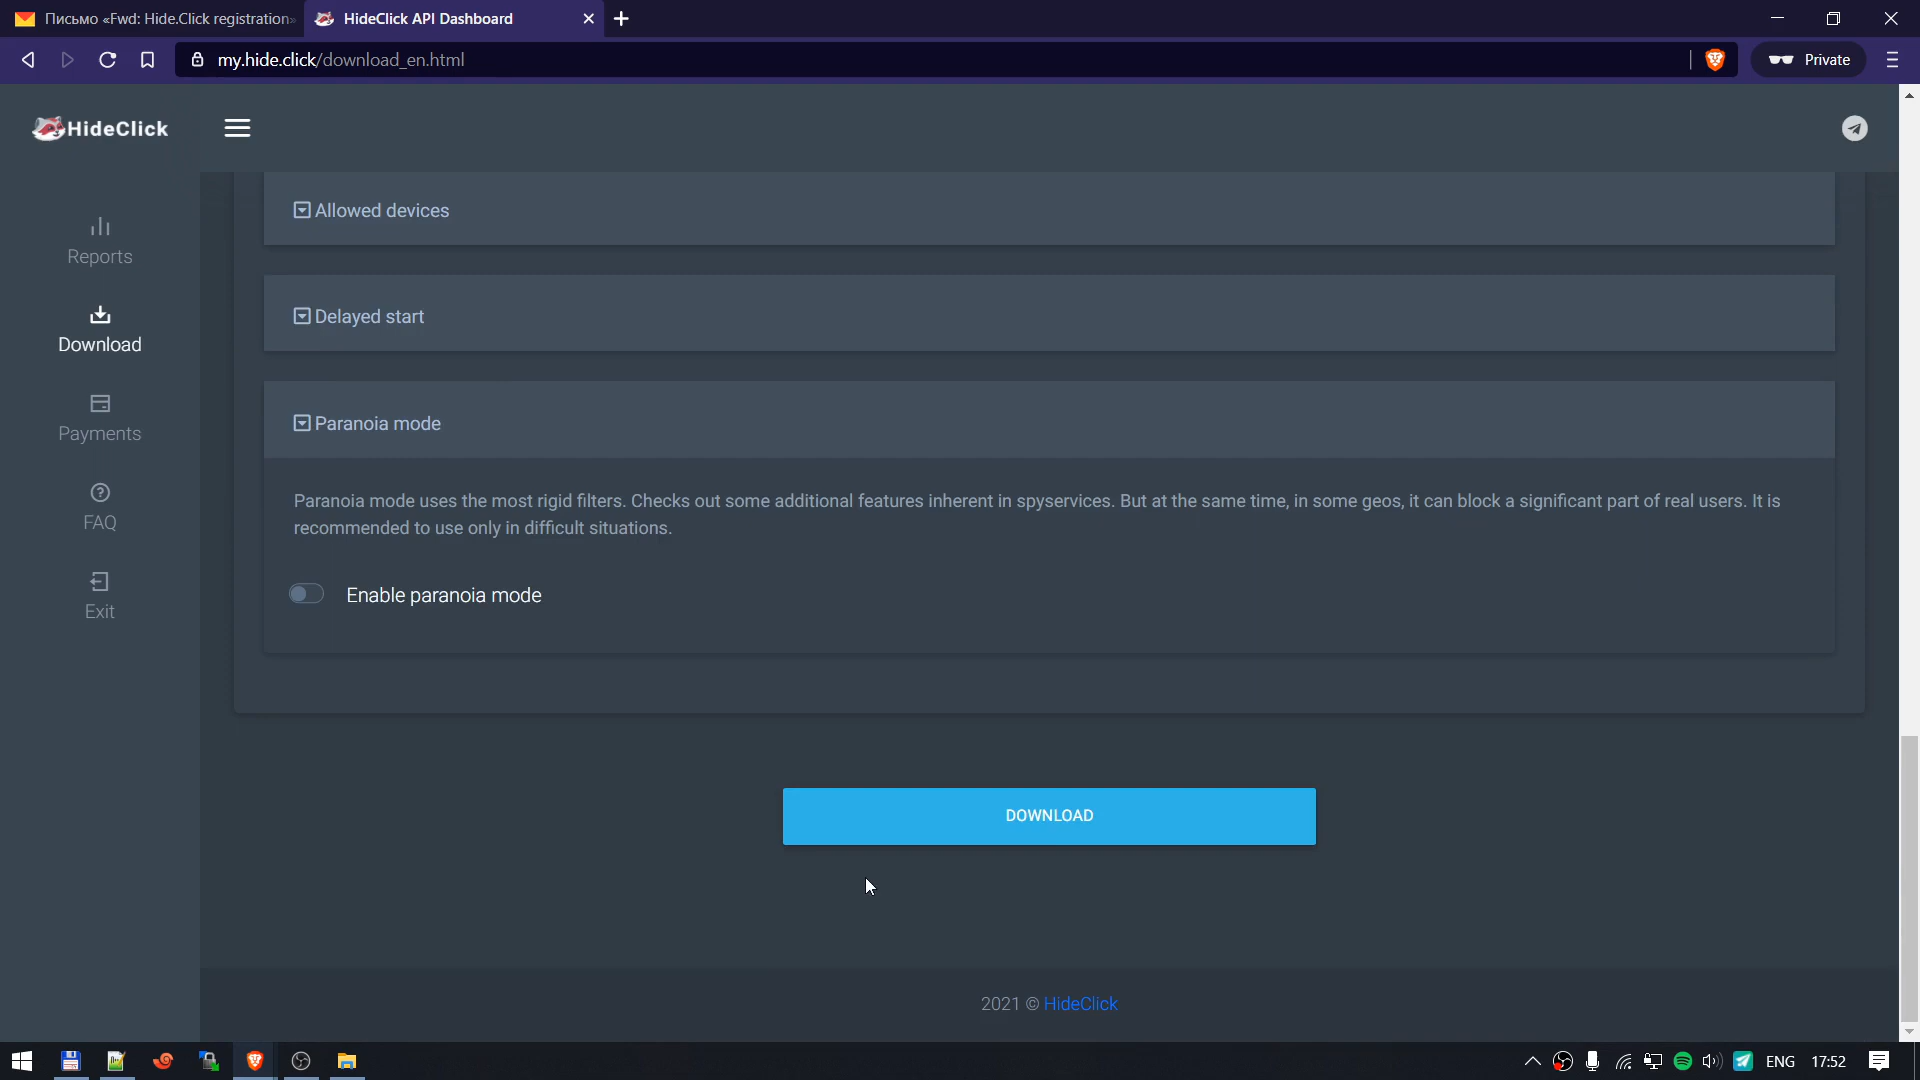 Письмо «Fwd: Hide.Click registration»
HideClick API Dashboard
my.hide.click/download_en.html
Private
HideClick
Reports
Download
Payments
FAQ
Exit
Allowed devices
Delayed start
Paranoia mode
Paranoia mode uses the most rigid filters. Checks out some additional features inherent in spyservices. But at the same time, in some geos, it can block a significant part of real users. It is
recommended to use only in difficult situations.
Enable paranoia mode
DOWNLOAD
2021 © HideClick
ENG
17:52